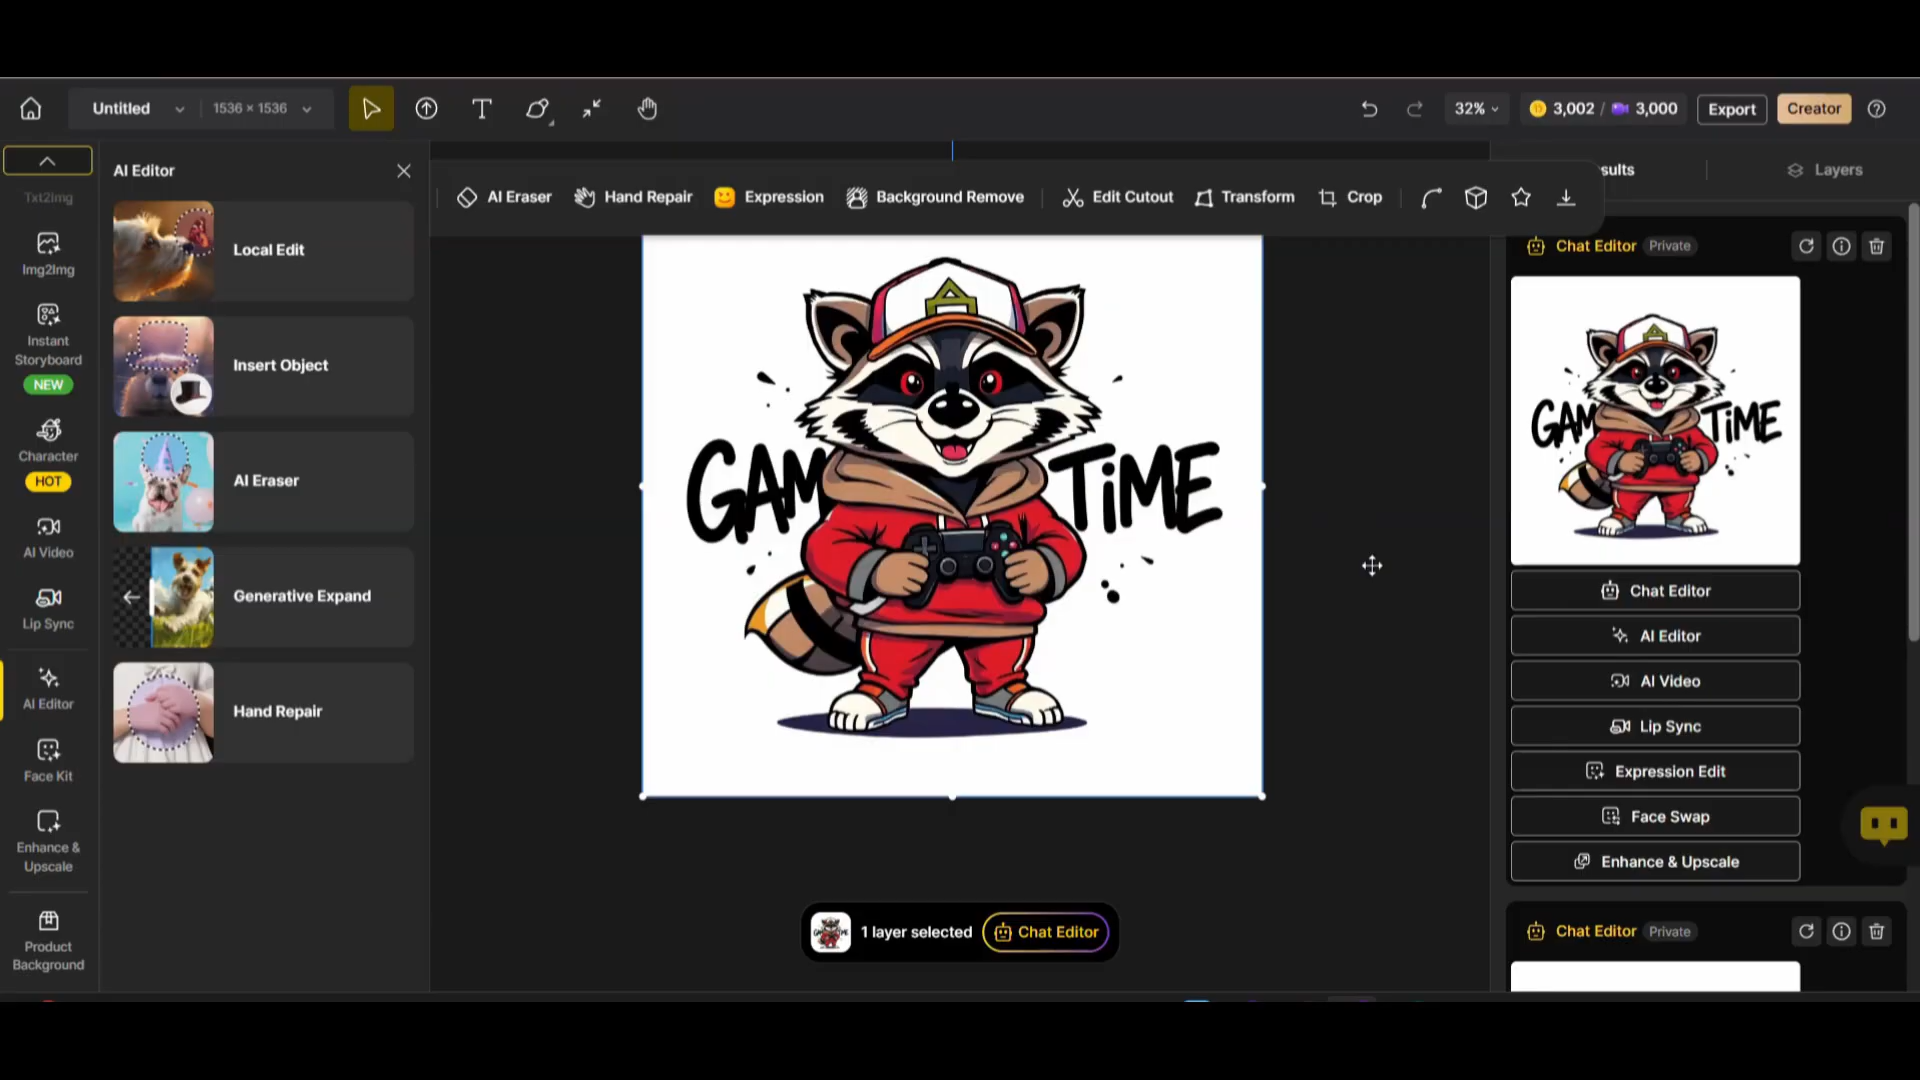 Untitled
1536 × 1536
32%
3,002 / 3,000
Export
Creator
Txt2Img
Img2Img
Instant
Storyboard
NEW
Character
HOT
AI Video
Lip Sync
AI Editor
Face Kit
Enhance &
Upscale
Product
Background
AI Editor
Local Edit
Insert Object
AI Eraser
Generative Expand
Hand Repair
AI Eraser
Hand Repair
Expression
Background Remove
Edit Cutout
Transform
Crop
GAM TiME
1 layer selected
Chat Editor
sults
Layers
Chat Editor Private
GAM TiME
Chat Editor
AI Editor
AI Video
Lip Sync
Expression Edit
Face Swap
Enhance & Upscale
Chat Editor Private